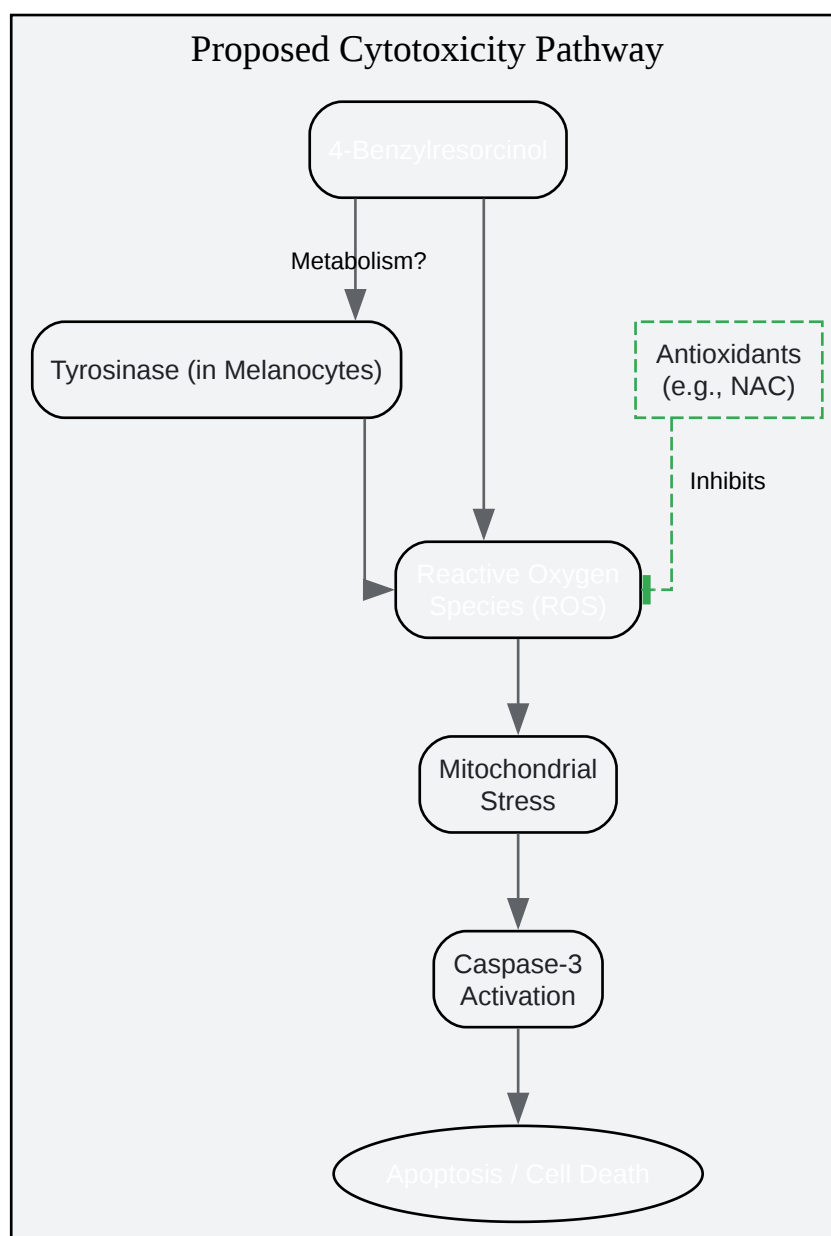 Proposed Cytotoxicity Pathway
4-Benzylresorcinol
Metabolism?
Tyrosinase (in Melanocytes)
Antioxidants
(e.g., NAC)
Inhibits
Reactive Oxygen
Species (ROS)
Mitochondrial
Stress
Caspase-3
Activation
Apoptosis / Cell Death